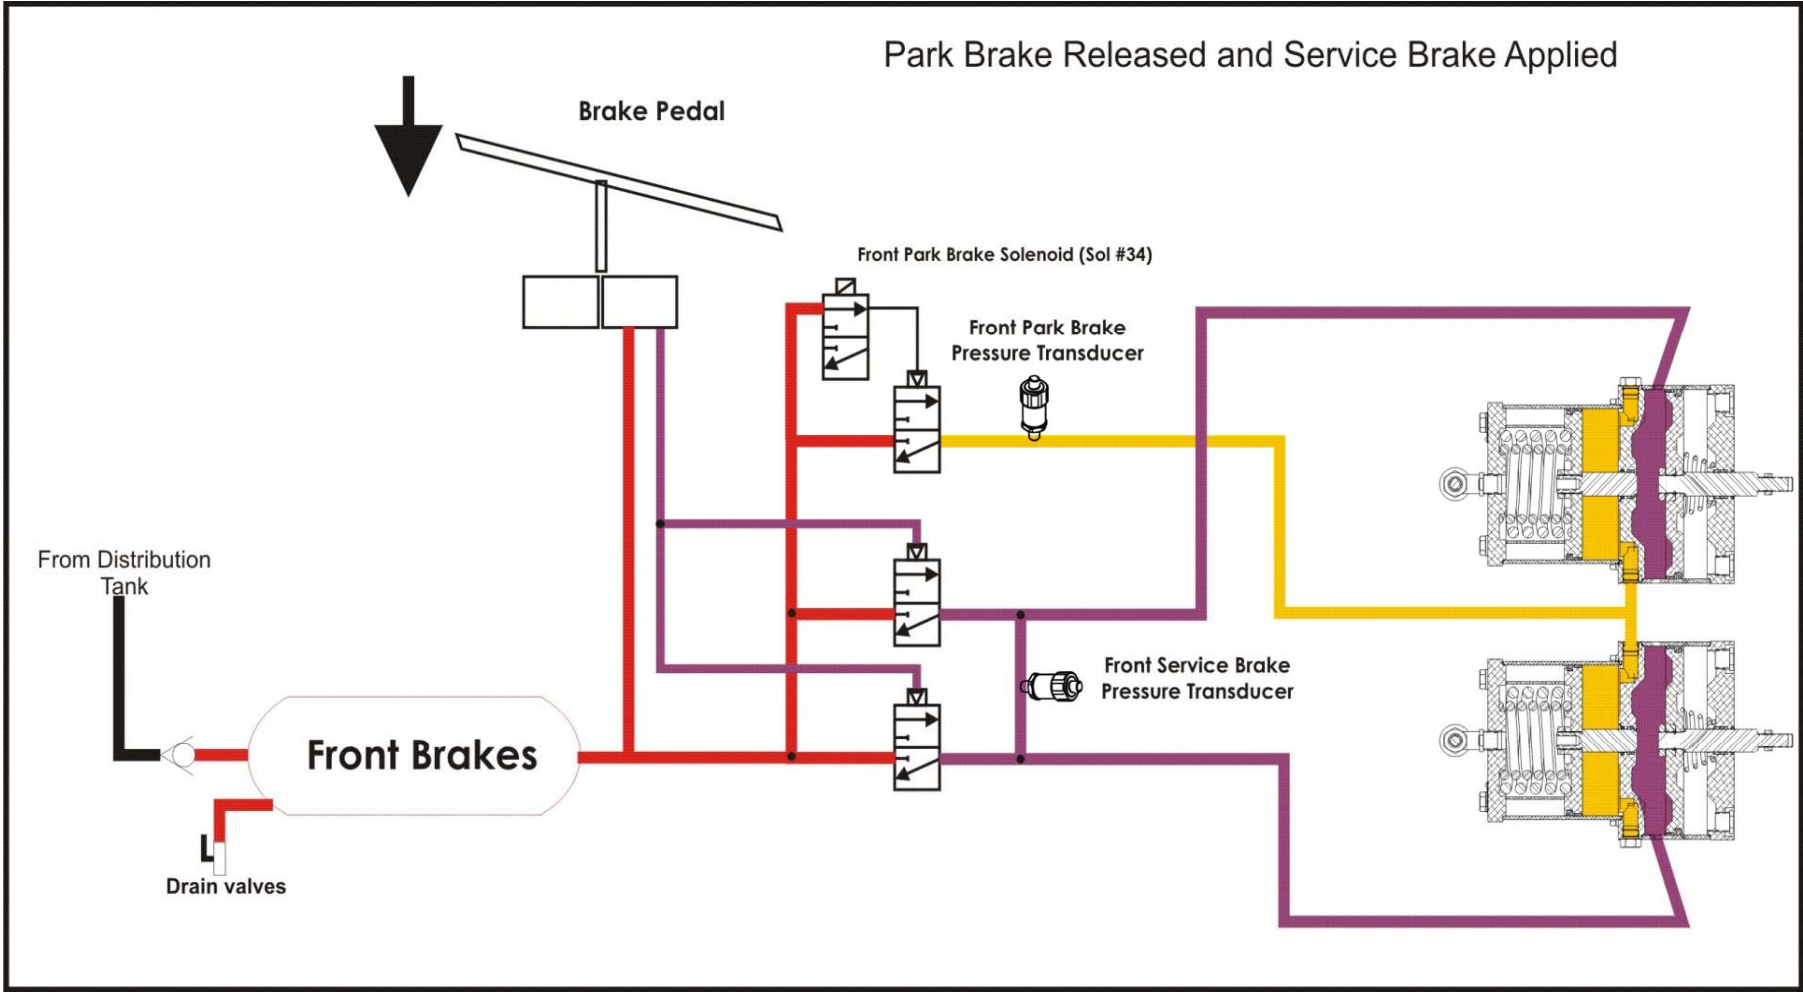 Park Brake Released and Service Brake Applied
Brake Pedal
Front Park Brake Solenoid (Sol #34)
Front Park Brake
Pressure Transducer
From Distribution
Tank
Front Service Brake
Pressure Transducer
Front Brakes
Drain valves